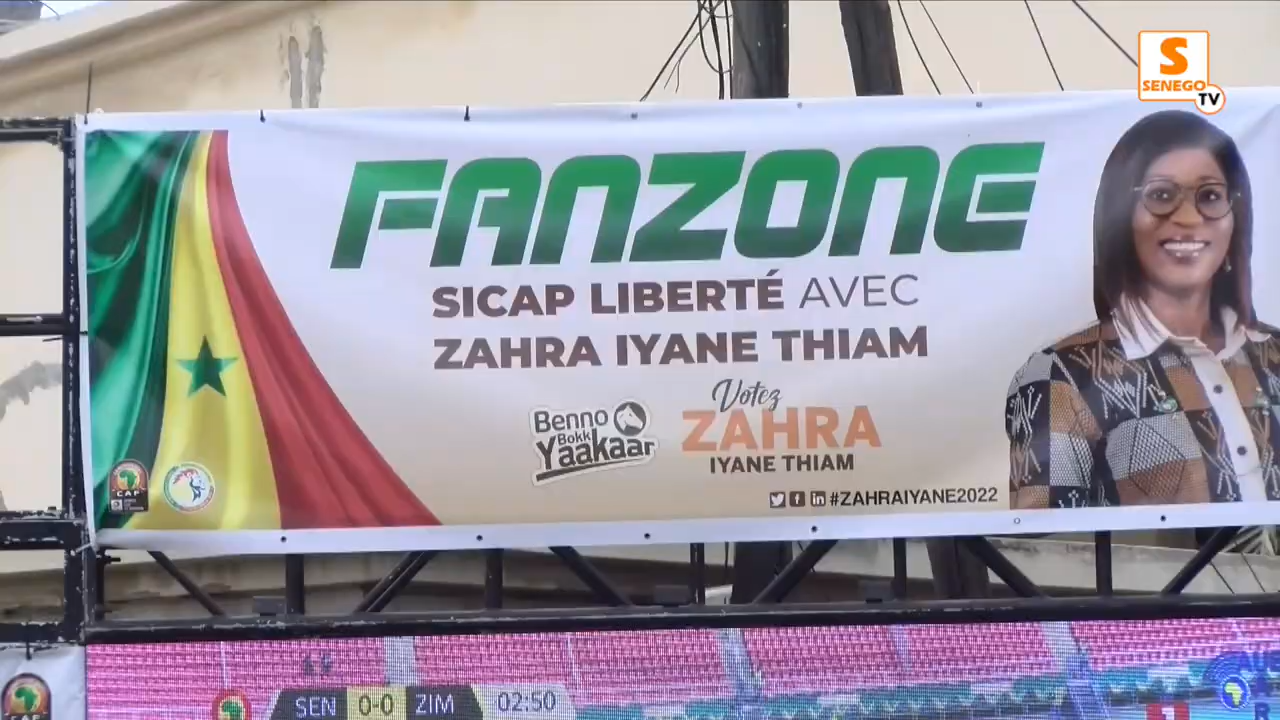 S
SENEGO
TV
FANZONE
SICAP LIBERTÉ AVEC
ZAHRA IYANE THIAM
Benno
Bokk
Yaakaar
Votez
ZAHRA
IYANE THIAM
#ZAHRAIYANE2022
CAF
SEN 0-0 ZIM 02:50